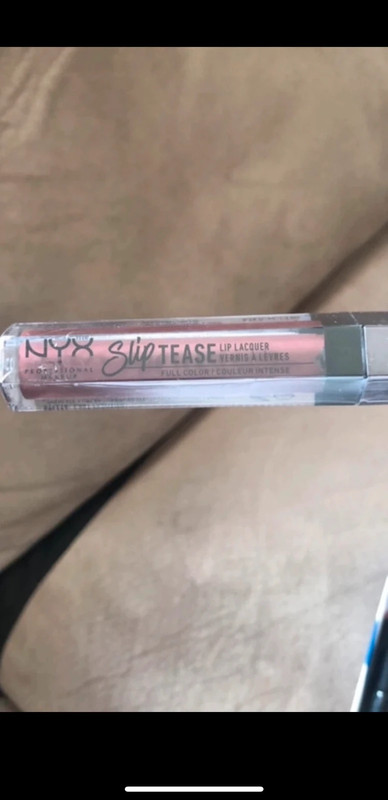 NYX
PROFESSIONAL
MAKEUP
Slip TEASE
LIP LACQUER
VERNIS À LÈVRES
FULL COLOR • COULEUR INTENSE